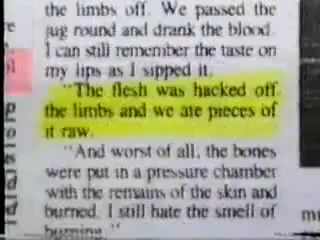 the limbs off. We passed the
jug round and drank the blood.
I can still remember the taste on
my lips as I sipped it.
"The flesh was hacked off
the limbs and we ate pieces of
it raw.
"And worst of all, the bones
were put in a pressure chamber
with the remains of the skin and
burned. I still hate the smell of
burning."